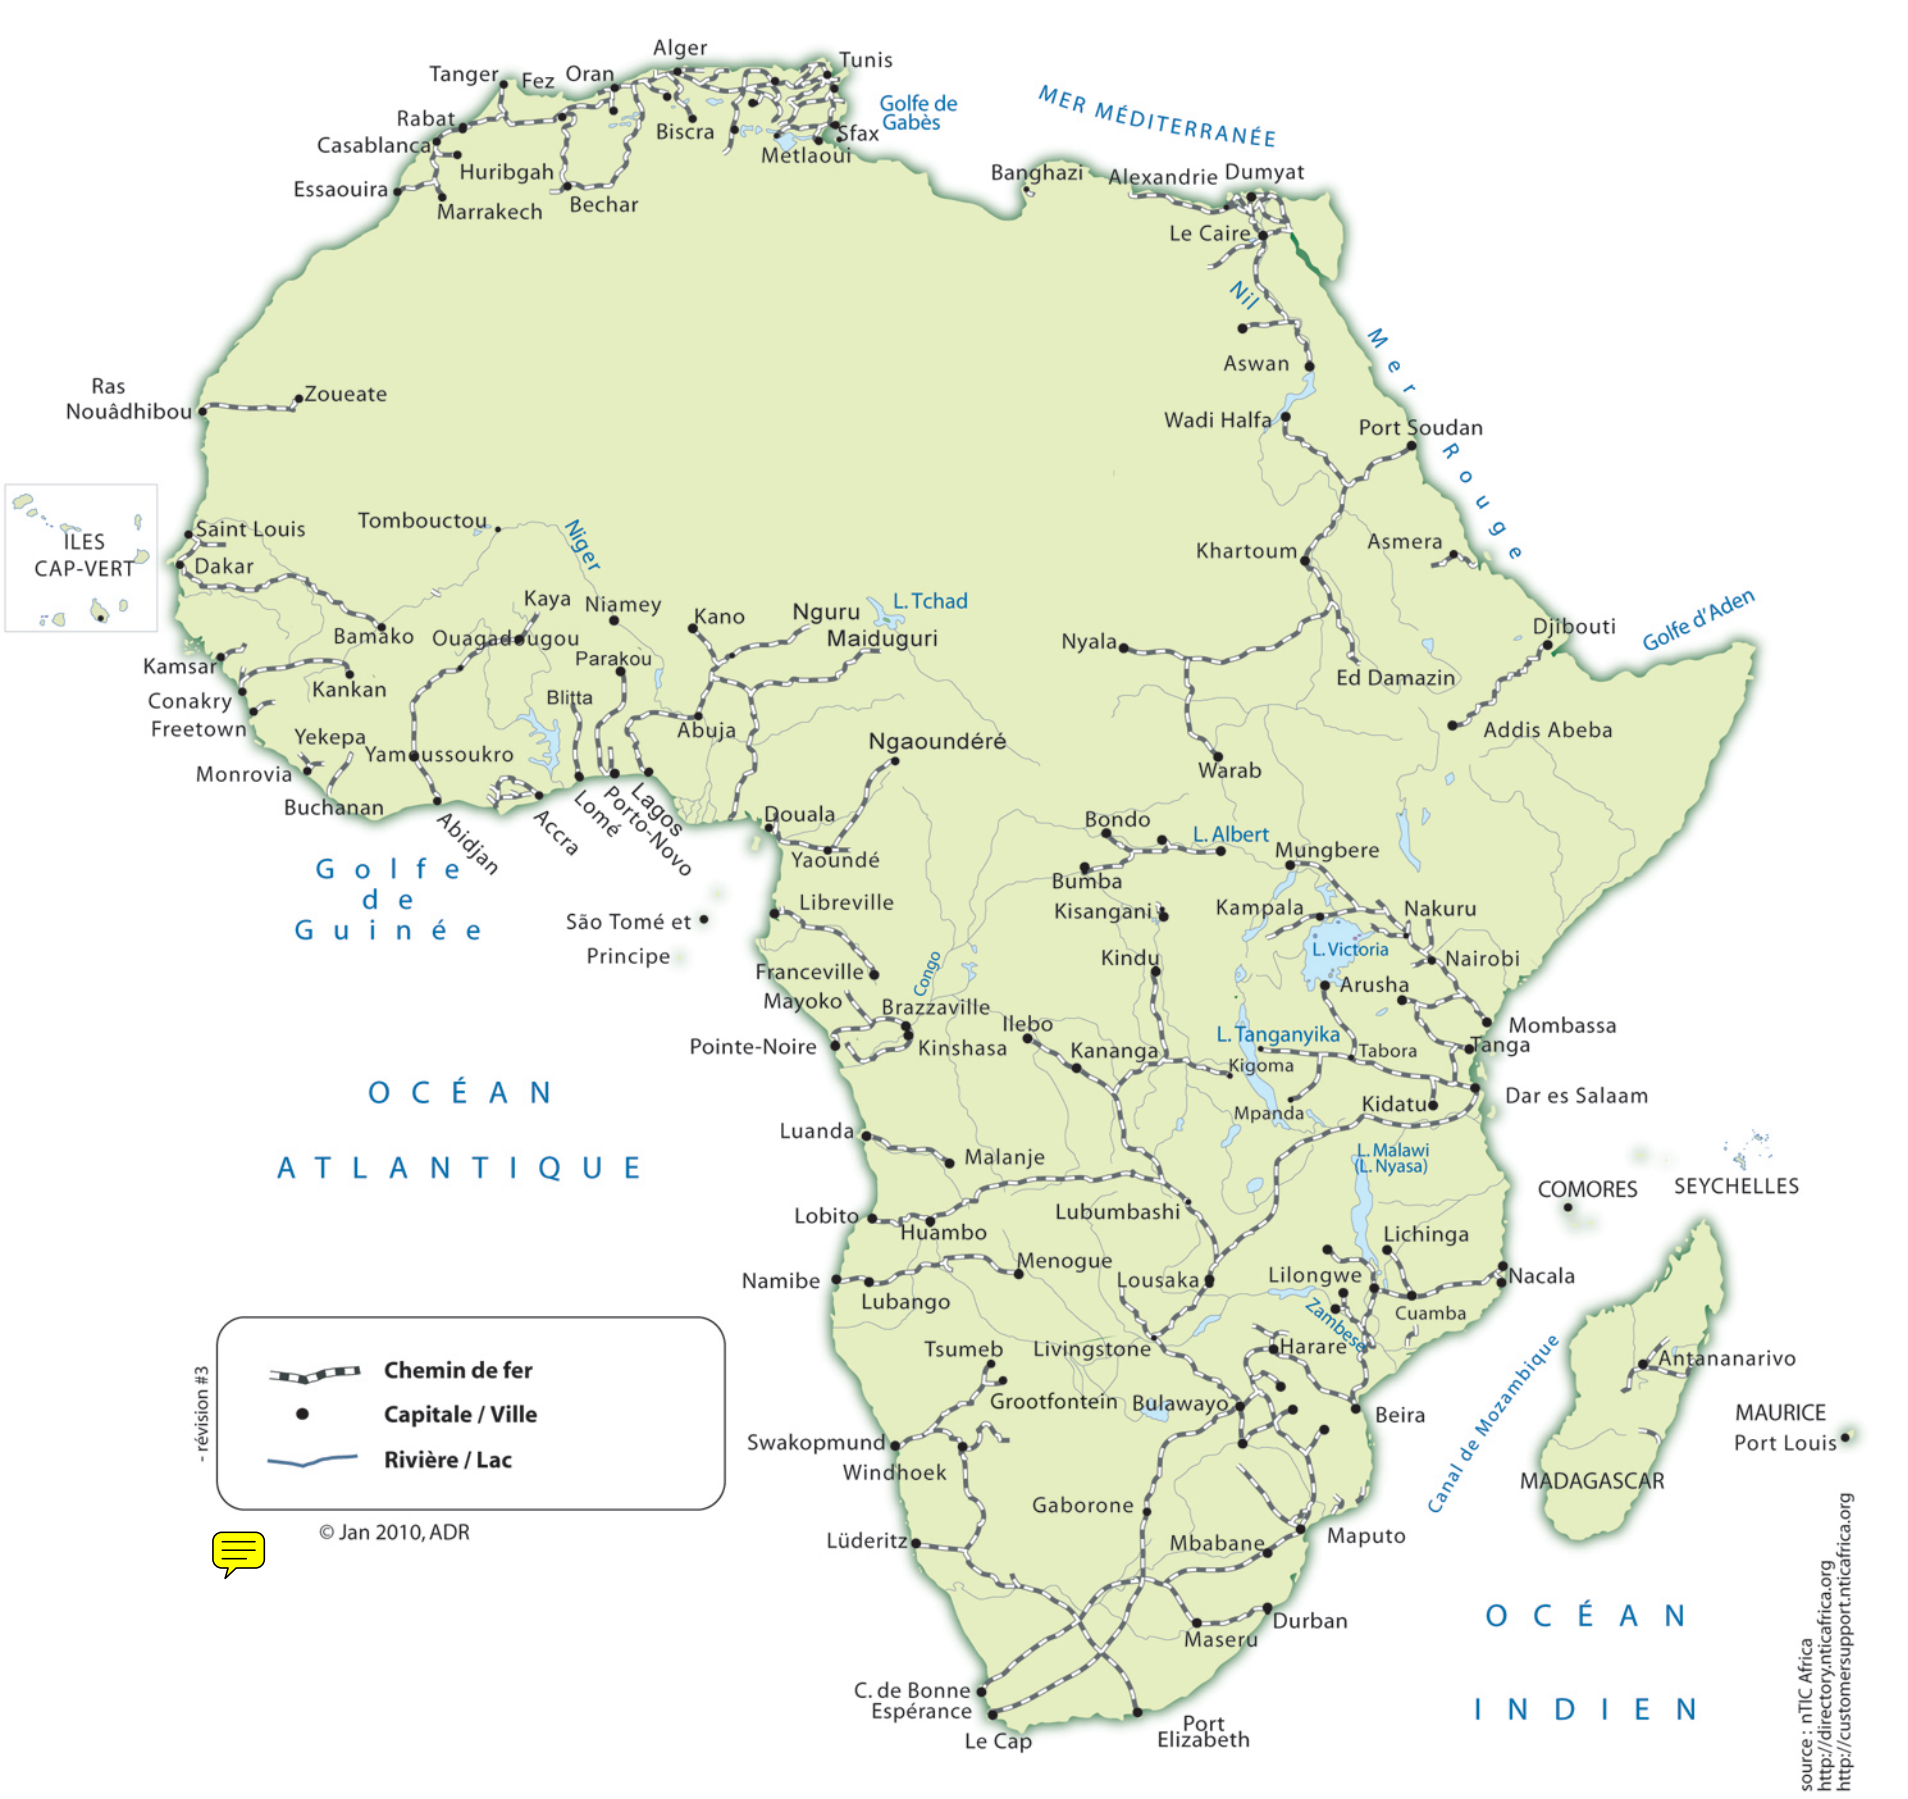 Alger
Tunis
Tanger
Fez
Oran
Golfe de
Gabès
MER MÉDITERRANÉE
Rabat
Casablanca
Biscra
Sfax
Metlaoui
Huribgah
Essaouira
Marrakech
Bechar
Banghazi
Alexandrie
Dumyat
Le Caire
Nil
Mer Rouge
Aswan
Ras
Nouâdhibou
Zoueate
Wadi Halfa
Port Soudan
ÎLES
CAP-VERT
Saint Louis
Dakar
Tombouctou
Niger
Khartoum
Asmera
Kaya
Niamey
Kano
Nguru
L. Tchad
Maiduguri
Bamako
Ouagadougou
Parakou
Nyala
Djibouti
Golfe d'Aden
Kamsar
Conakry
Freetown
Kankan
Blitta
Abuja
Ed Damazin
Addis Abeba
Yekepa
Yamoussoukro
Monrovia
Buchanan
Ngaoundéré
Warab
Abidjan
Accra
Lomé
Porto-Novo
Lagos
Douala
Yaoundé
Bondo
L. Albert
Mungbere
Bumba
Golfe
de
Guinée
São Tomé et
Principe
Libreville
Kisangani
Kampala
Nakuru
L. Victoria
Nairobi
Franceville
Congo
Kindu
Arusha
Mayoko
Brazzaville
Ilebo
Mombassa
Pointe-Noire
Kinshasa
Kananga
L. Tanganyika
Tabora
Tanga
Kigoma
Mpanda
Kidatu
Dar es Salaam
OCÉAN
ATLANTIQUE
Luanda
Malanje
L. Malawi
(L. Nyasa)
COMORES
SEYCHELLES
Lobito
Huambo
Lubumbashi
Lichinga
Namibe
Lubango
Menogue
Lousaka
Lilongwe
Nacala
Cuamba
Zambese
Tsumeb
Livingstone
Harare
Grootfontein
Bulawayo
Beira
Canal de Mozambique
Antananarivo
MAURICE
Port Louis
MADAGASCAR
Swakopmund
Windhoek
Gaborone
Maputo
Lüderitz
Mbabane
Durban
Maseru
C. de Bonne
Espérance
Le Cap
Port
Elizabeth
OCÉAN
INDIEN
Chemin de fer
Capitale / Ville
Rivière / Lac
- révision #3
© Jan 2010, ADR
source : nTIC Africa
http://directory.nticafrica.org
http://customersupport.nticafrica.org